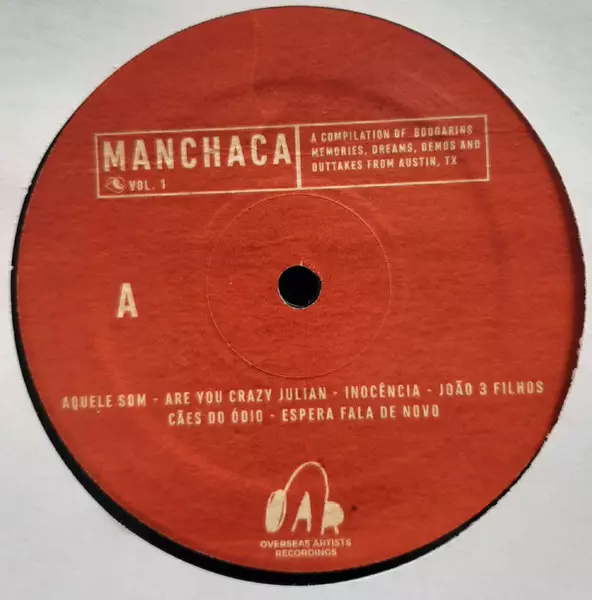 MANCHACA
VOL. 1
A COMPILATION OF BOOGARINS
MEMORIES, DREAMS, DEMOS AND
OUTTAKES FROM AUSTIN, TX
A
AQUELE SOM - ARE YOU CRAZY JULIAN - INOCÊNCIA - JOÃO 3 FILHOS
CÃES DO ÓDIO - ESPERA FALA DE NOVO
OAR
OVERSEAS ARTISTS
RECORDINGS